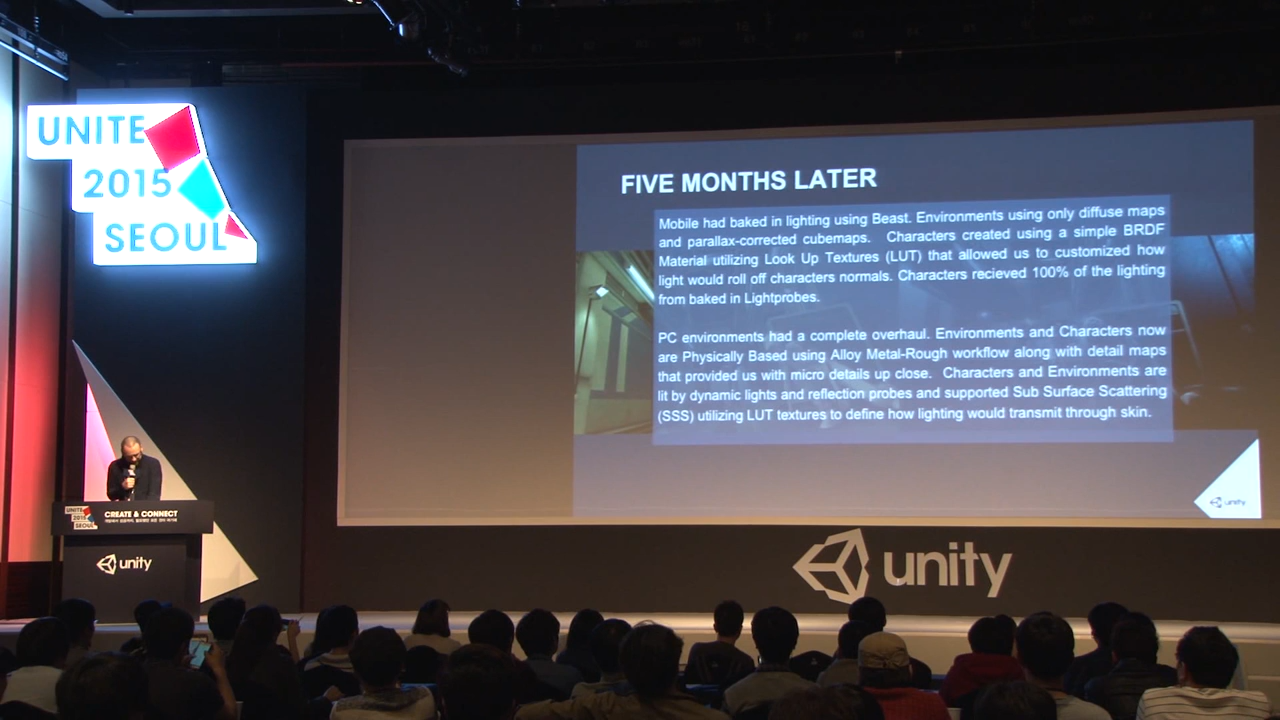 UNITE
2015
SEOUL
FIVE MONTHS LATER
Mobile had baked in lighting using Beast. Environments using only diffuse maps
and parallax-corrected cubemaps. Characters created using a simple BRDF
Material utilizing Look Up Textures (LUT) that allowed us to customized how
light would roll off characters normals. Characters recieved 100% of the lighting
from baked in Lightprobes.
PC environments had a complete overhaul. Environments and Characters now
are Physically Based using Alloy Metal-Rough workflow along with detail maps
that provided us with micro details up close. Characters and Environments are
lit by dynamic lights and reflection probes and supported Sub Surface Scattering
(SSS) utilizing LUT textures to define how lighting would transmit through skin.
unity
unity
UNITE
2015
SEOUL
CREATE & CONNECT
unity